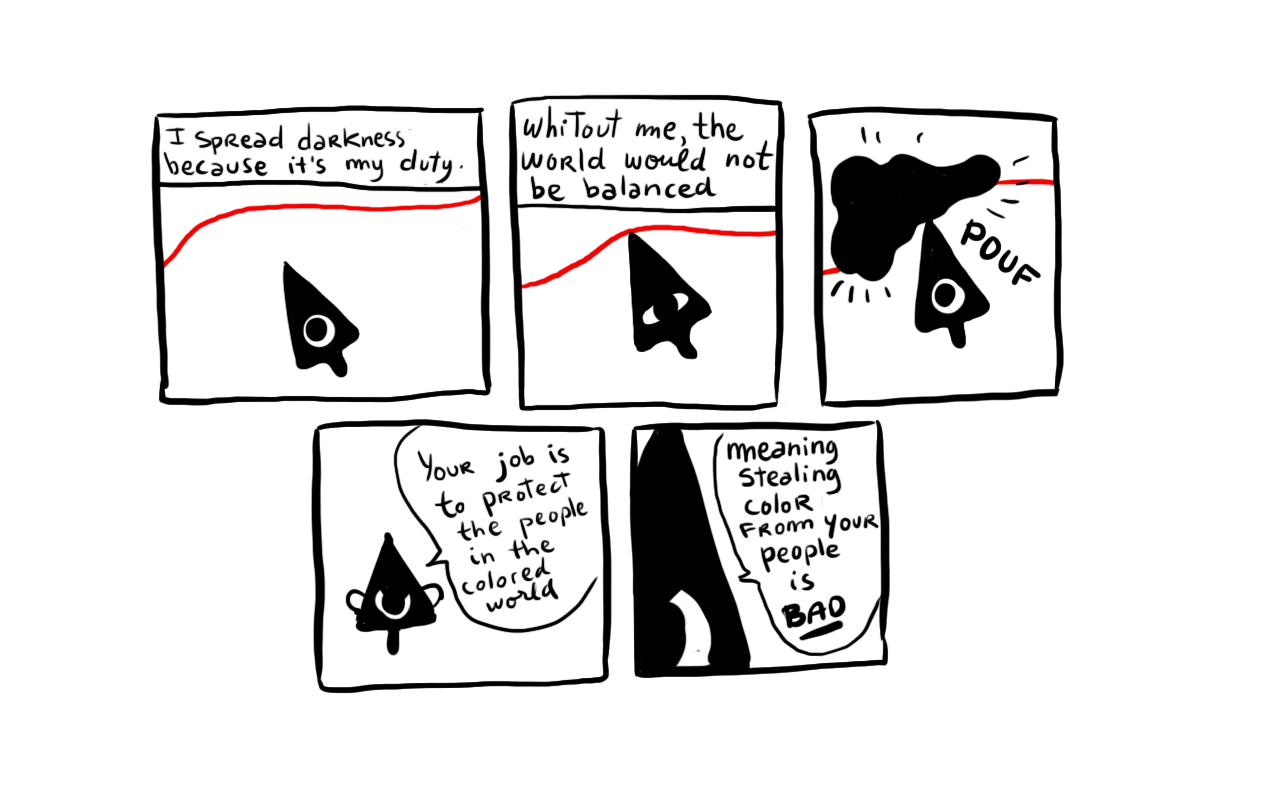 I SPREAD daRKNESS
because it's my duty.
WhiTout me, the
WORLD would not
be balanced
POUF
YOUR job is
to PROtECT
the people
in the
colored
world
meaning
Stealing
coloR
FROM YOUR
people
is
BAD